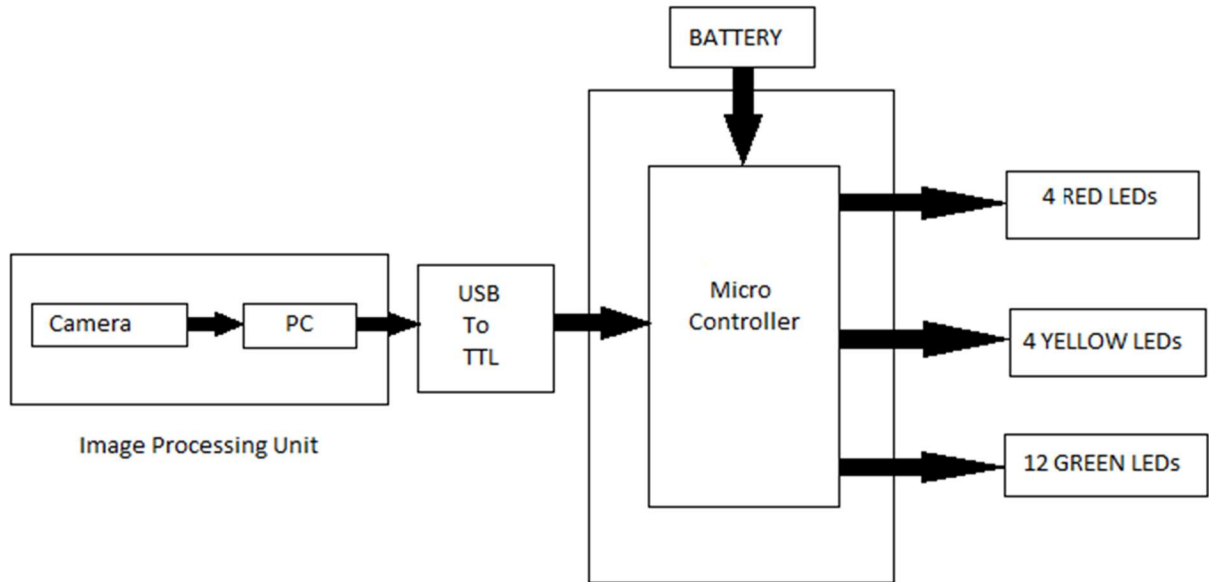 BATTERY
4 RED LEDs
Camera
PC
USB
To
TTL
Micro
Controller
4 YELLOW LEDs
Image Processing Unit
12 GREEN LEDs